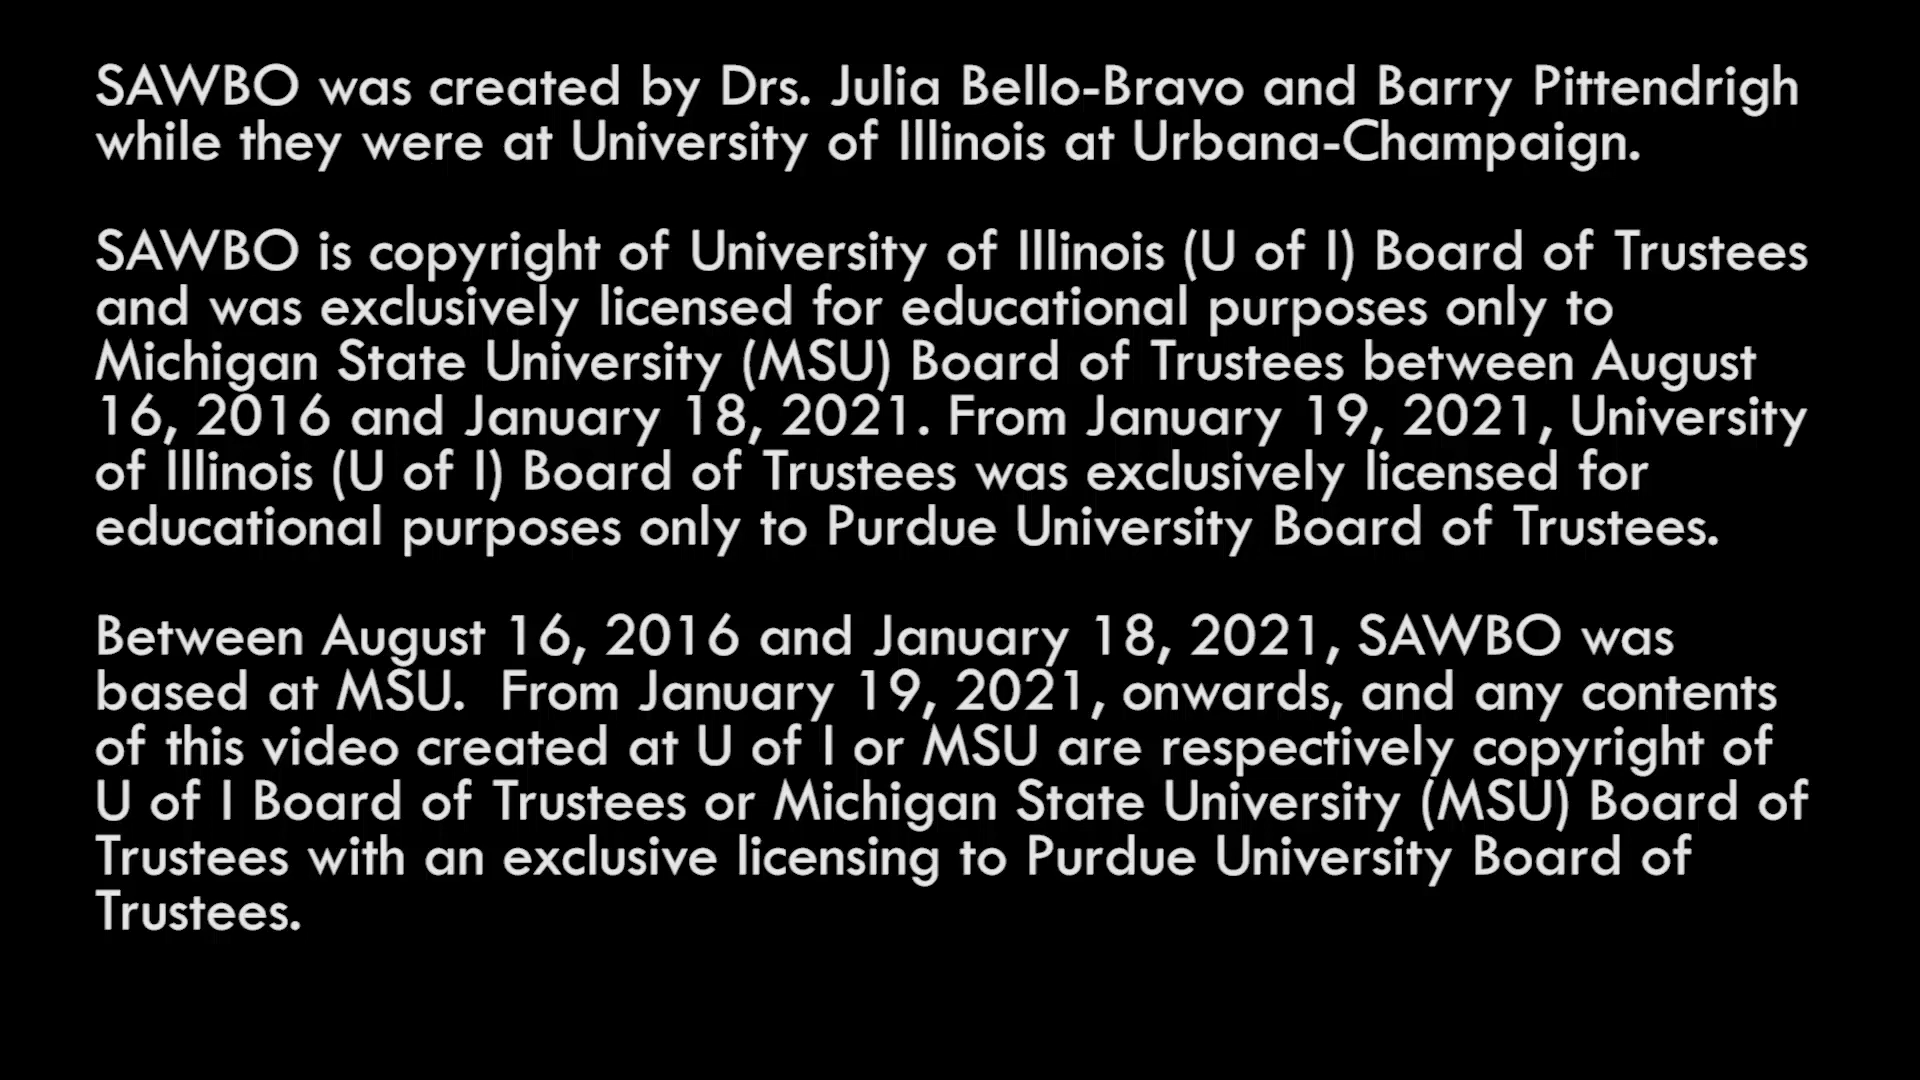 SAWBO was created by Drs. Julia Bello-Bravo and Barry Pittendrigh
while they were at University of Illinois at Urbana-Champaign.
SAWBO is copyright of University of Illinois (U of I) Board of Trustees
and was exclusively licensed for educational purposes only to
Michigan State University (MSU) Board of Trustees between August
16, 2016 and January 18, 2021. From January 19, 2021, University
of Illinois (U of I) Board of Trustees was exclusively licensed for
educational purposes only to Purdue University Board of Trustees.
Between August 16, 2016 and January 18, 2021, SAWBO was
based at MSU.  From January 19, 2021, onwards, and any contents
of this video created at U of I or MSU are respectively copyright of
U of I Board of Trustees or Michigan State University (MSU) Board of
Trustees with an exclusive licensing to Purdue University Board of
Trustees.